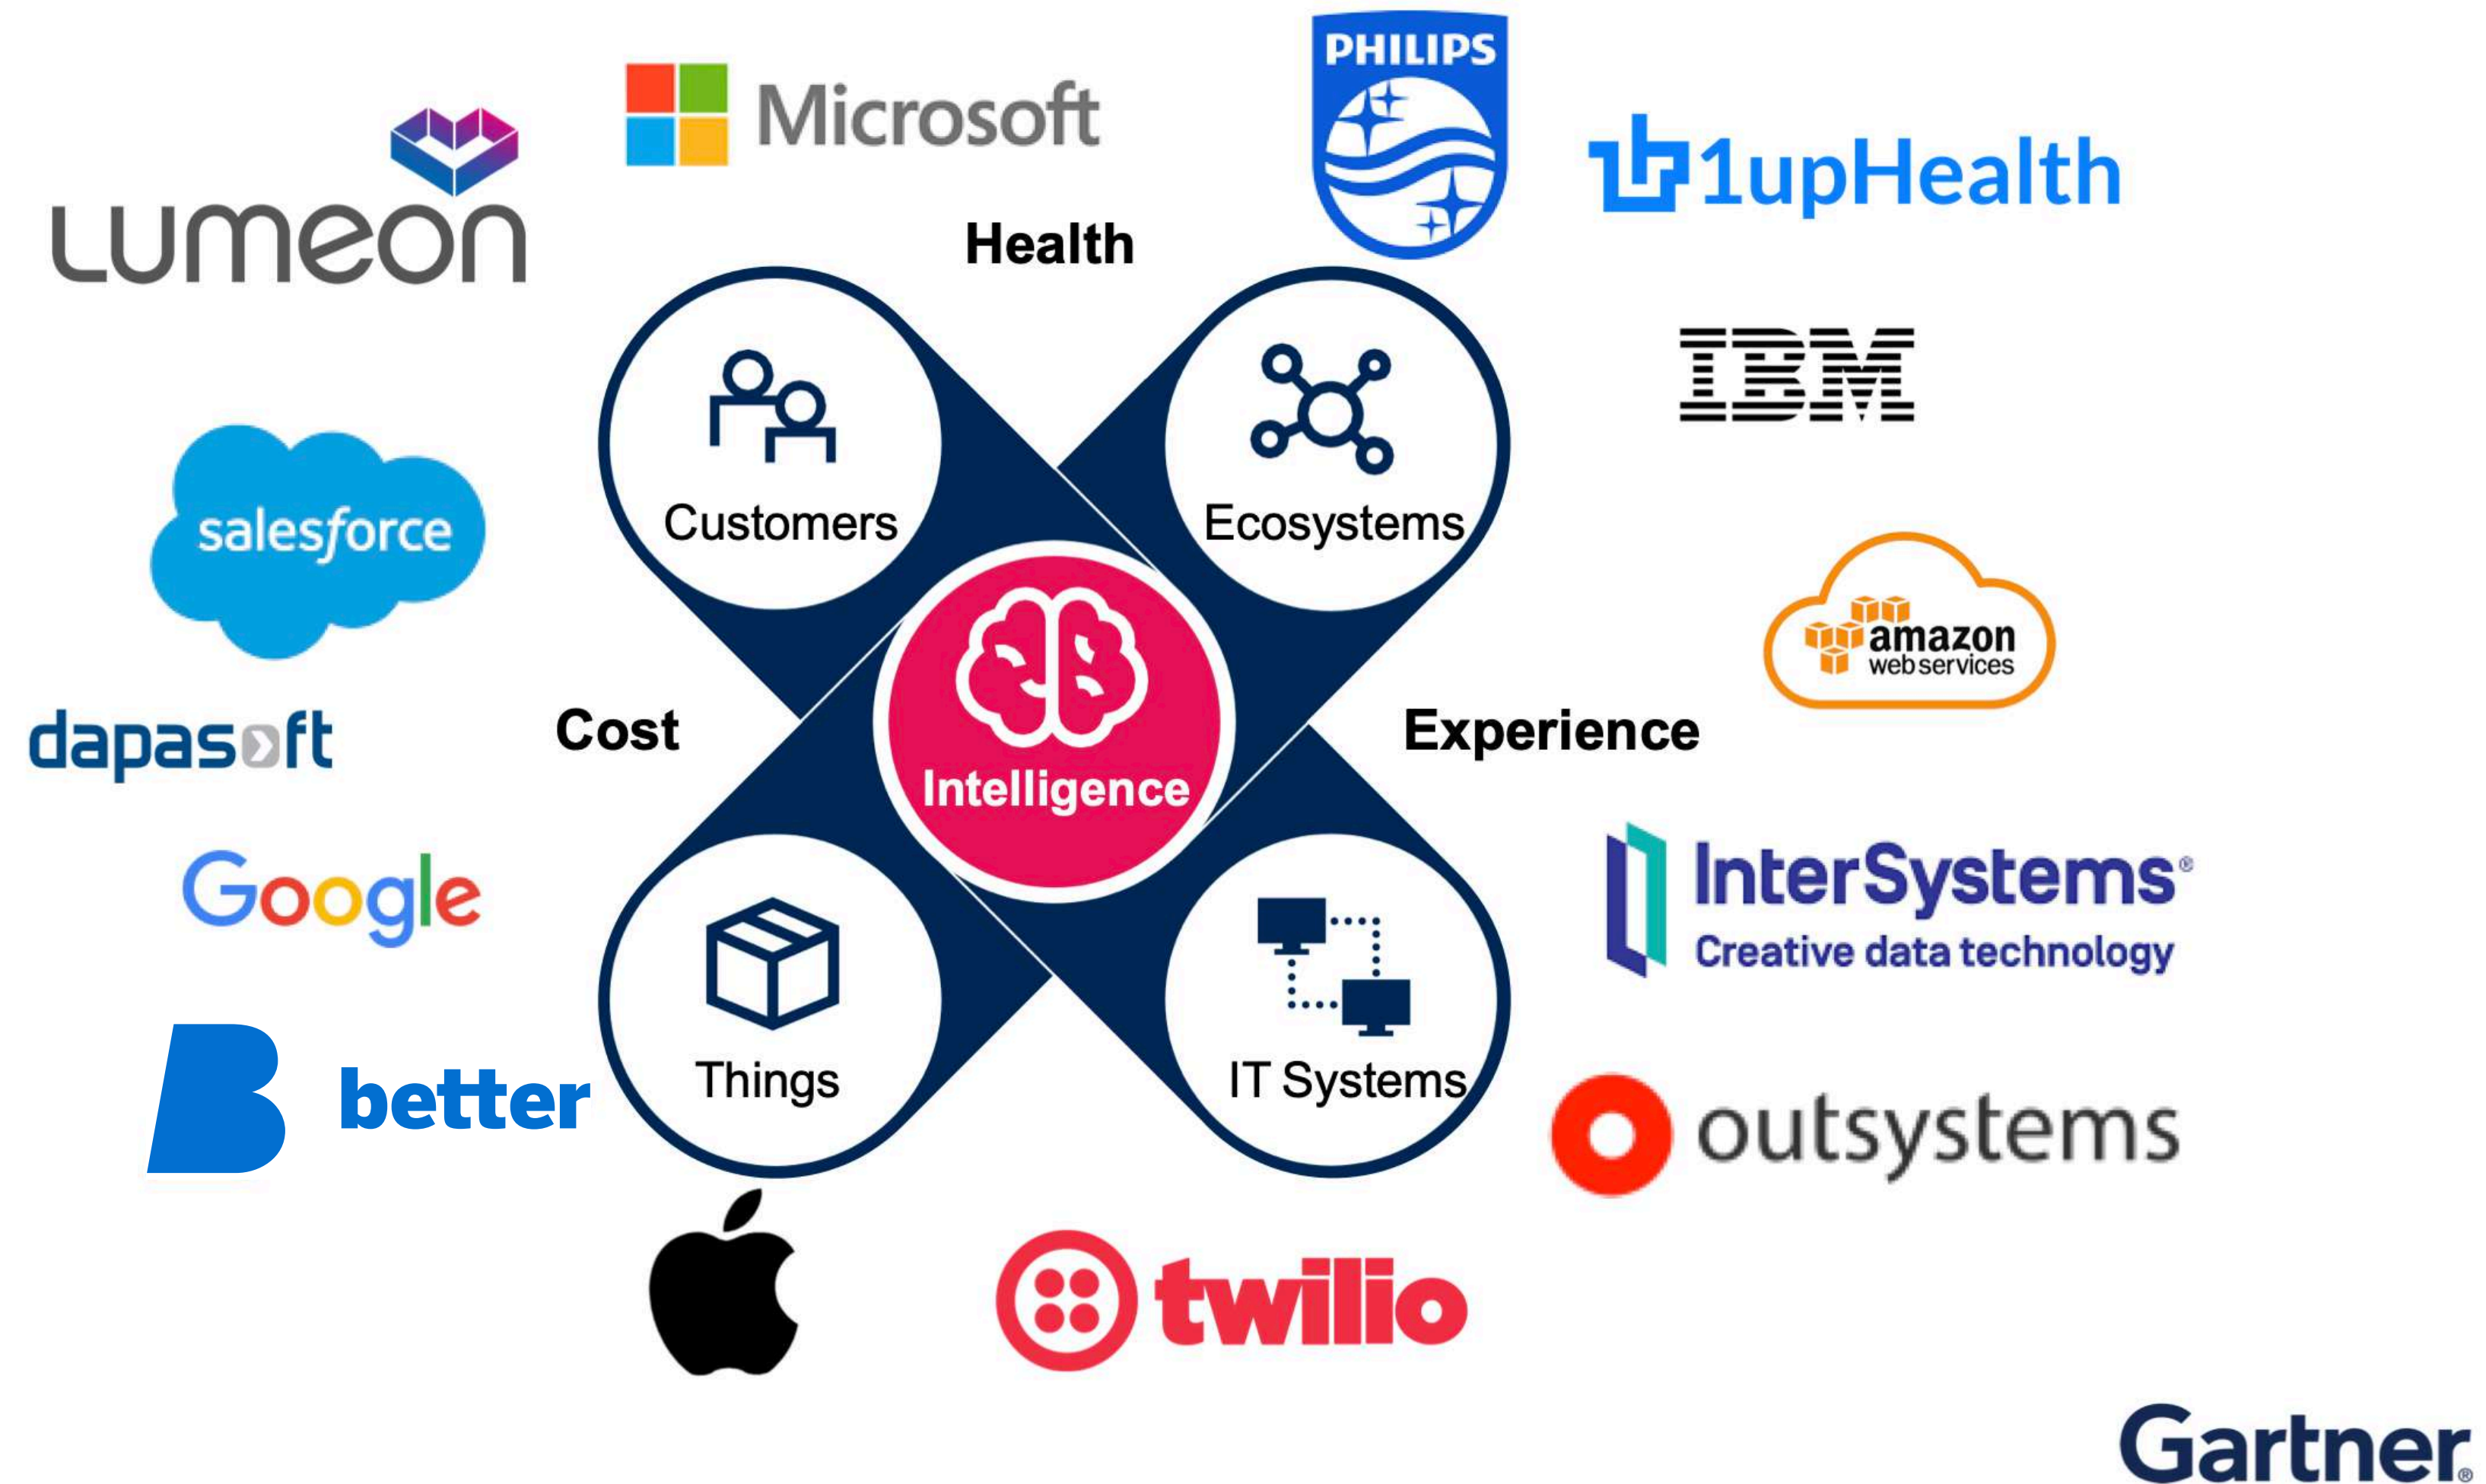 PHILIPS
Microsoft
1upHealth
lumeon
Health
IBM
Customers
Ecosystems
salesforce
amazon
web services
Cost
Experience
dapasoft
Intelligence
Google
InterSystems®
Creative data technology
Things
IT Systems
better
outsystems
twilio
Gartner®